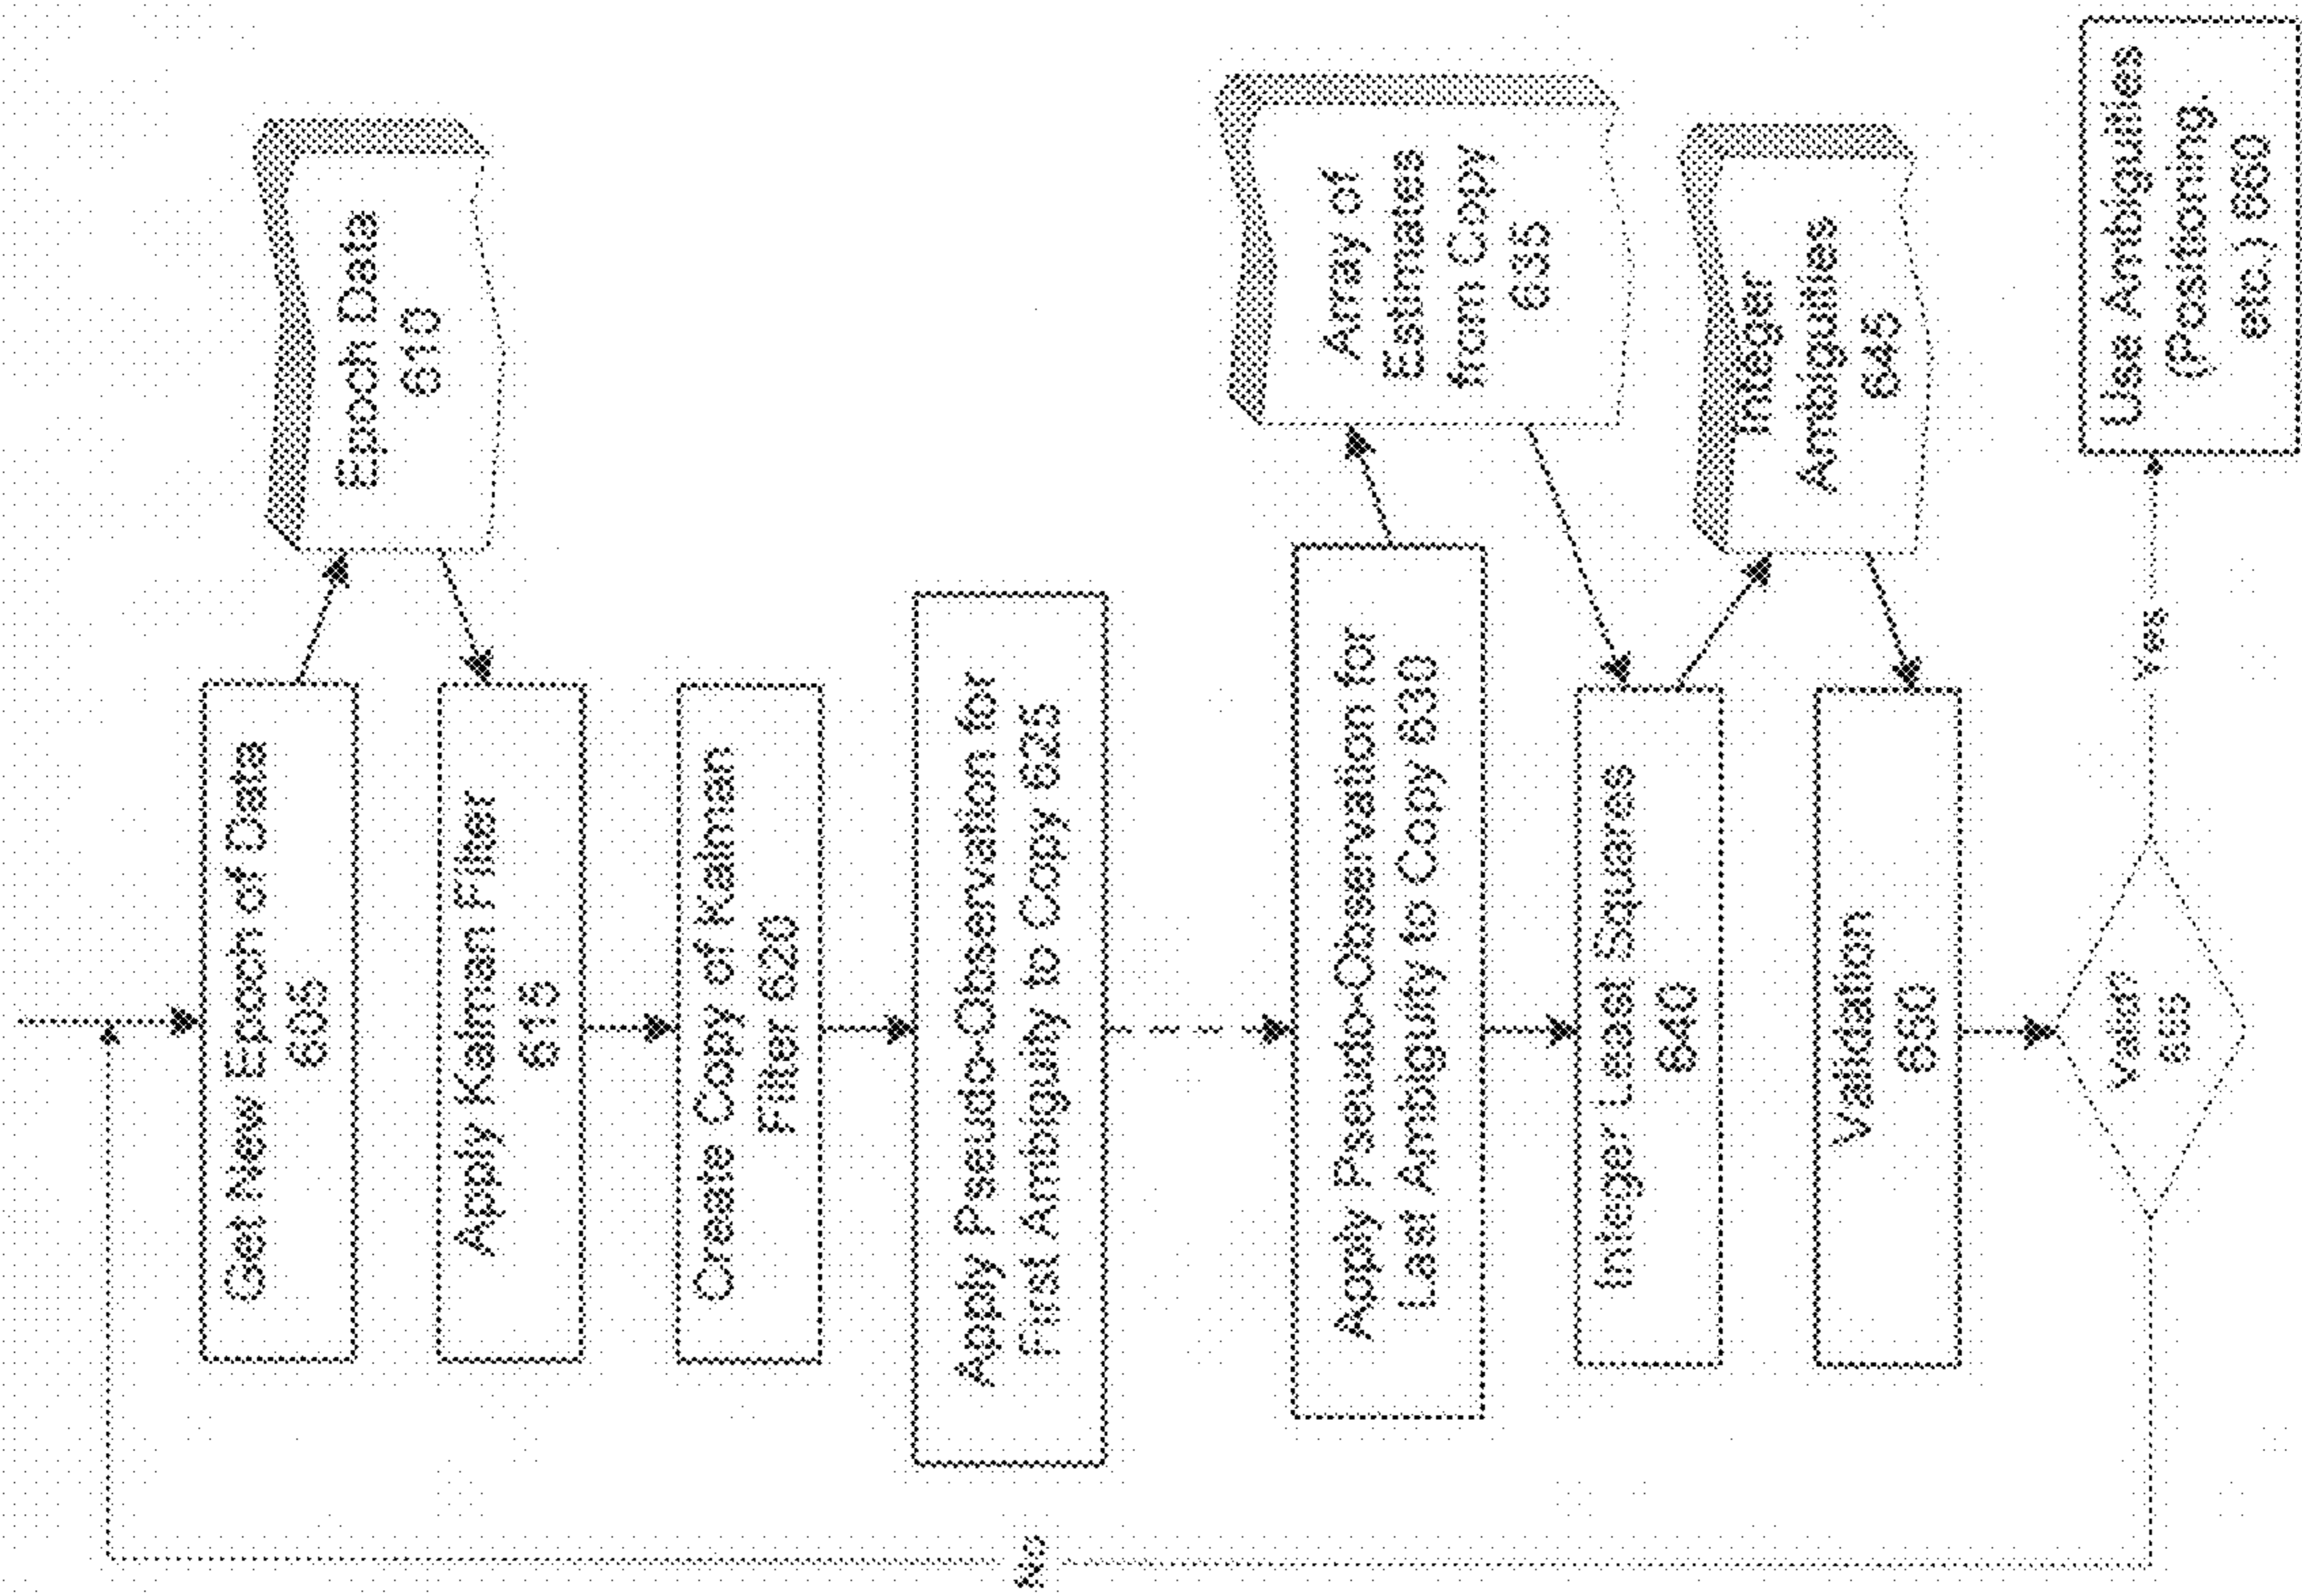 Get New Epoch of Data
605
Epoch Data
610
Apply Kalman Filter
615
Create Copy of Kalman
Filter 620
Apply Pseudo-Observation for
First Ambiguity to Copy 625
Apply Pseudo-Observation for
Last Ambiguity to Copy 630
Array of
Estimates
from Copy
635
Integer Least Squares
640
Integer
Ambiguities
645
Validation
650
valid?
655
yes
No
Use Ambiguities
(Positioning,
etc.) 660